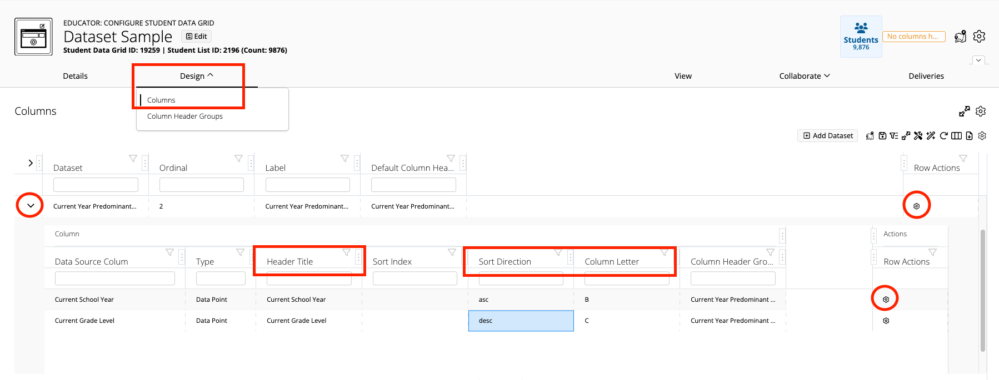 EDUCATOR: CONFIGURE STUDENT DATA GRID
Dataset Sample
Edit
Student Data Grid ID: 19259 | Student List ID: 2196 (Count: 9876)
Students
9,876
No columns h...
Details
Design
View
Collaborate
Deliveries
Columns
Column Header Groups
Columns
Add Dataset
Dataset
Ordinal
Label
Default Column Hea...
Row Actions
Current Year Predominant...
2
Current Year Predominant...
Current Year Predominant...
Column
Actions
Data Source Colum
Type
Header Title
Sort Index
Sort Direction
Column Letter
Column Header Gro...
Row Actions
Current School Year
Data Point
Current School Year
asc
B
Current Year Predominant ...
Current Grade Level
Data Point
Current Grade Level
desc
C
Current Year Predominant ...